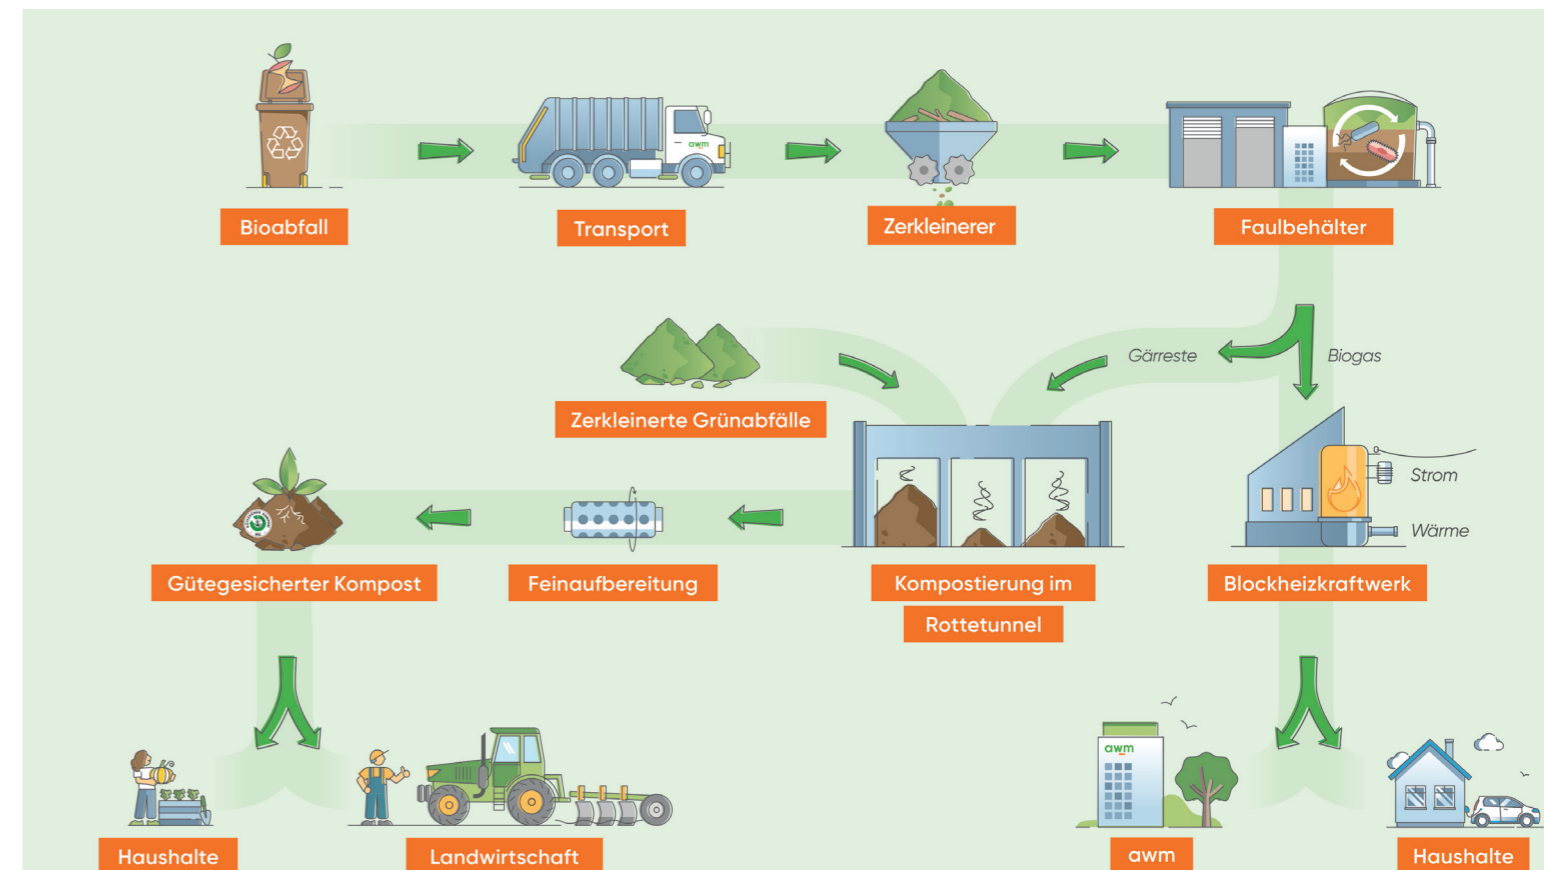 awm
Bioabfall
Transport
Zerkleinerer
Faulbehälter
Gärreste
Biogas
Zerkleinerte Grünabfälle
Strom
Wärme
Gütegesicherter Kompost
Feinaufbereitung
Kompostierung im
Rottetunnel
Blockheizkraftwerk
awm
Haushalte
Landwirtschaft
awm
Haushalte